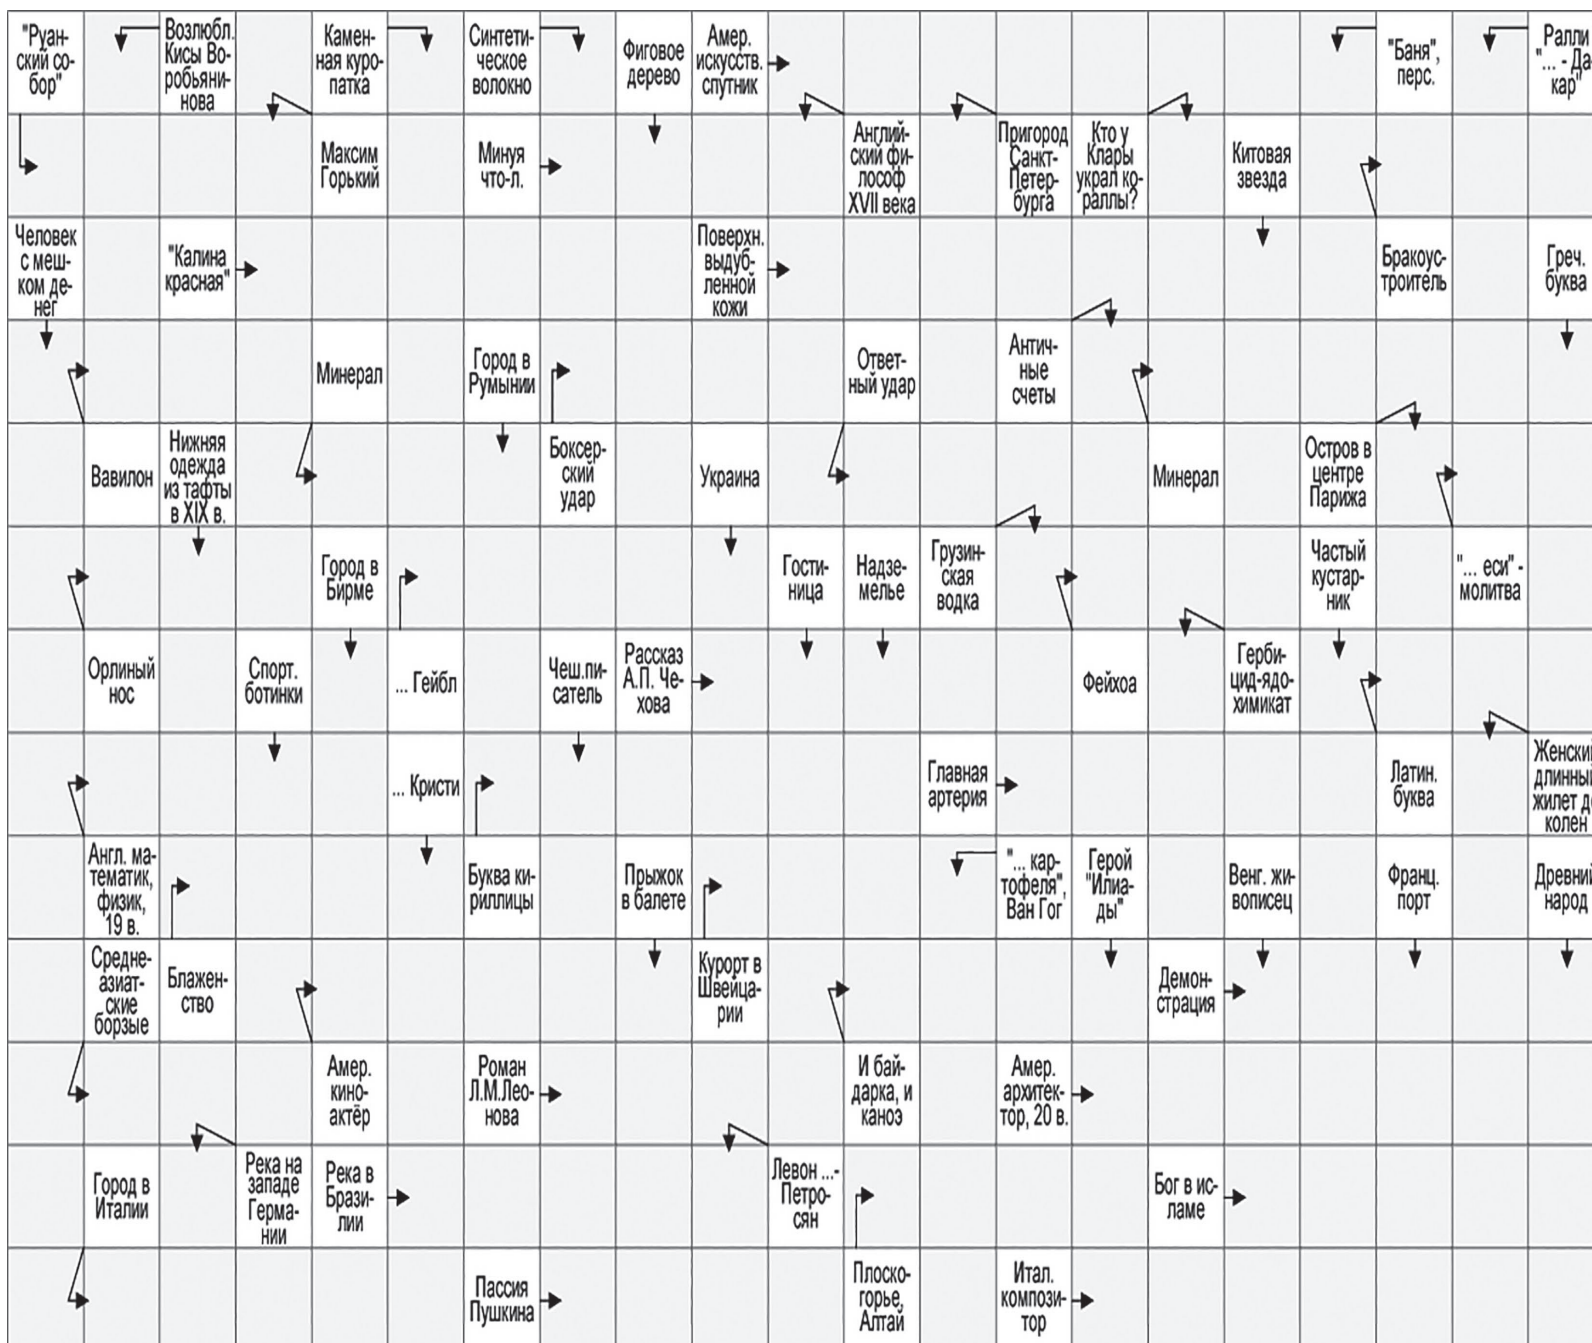 "Руан-
ский со-
бор"
Возлюбл.
Кисы Во-
робьяни-
нова
Камен-
ная куро-
патка
Синтети-
ческое
волокно
Фиговое
дерево
Амер.
искусств.
спутник
"Баня",
перс.
Ралли
"... - Да-
кар"
Максим
Горький
Минуя
что-л.
Англий-
ский фи-
лософ
XVII века
Пригород
Санкт-
Петер-
бурга
Кто у
Клары
украл ко-
раллы?
Китовая
звезда
Человек
с меш-
ком де-
нег
"Калина
красная"
Поверхн.
выдуб-
ленной
кожи
Бракоус-
троитель
Греч.
буква
Минерал
Город в
Румынии
Ответ-
ный удар
Антич-
ные
счеты
Вавилон
Нижняя
одежда
из тафты
в XIX в.
Боксер-
ский
удар
Украина
Минерал
Остров в
центре
Парижа
Город в
Бирме
Гости-
ница
Надзе-
мелье
Грузин-
ская
водка
Частый
кустар-
ник
"... еси" -
молитва
Орлиный
нос
Спорт.
ботинки
... Гейбл
Чеш.пи-
сатель
Рассказ
А.П. Че-
хова
Фейхоа
Герби-
цид-ядо-
химикат
... Кристи
Главная
артерия
Латин.
буква
Женский
длинны
жилет до
колен
Англ. ма-
тематик,
физик,
19 в.
Буква ки-
риллицы
Прыжок
в балете
"... кар-
тофеля",
Ван Гог
Герой
"Илиа-
ды"
Венг. жи-
вописец
Франц.
порт
Древний
народ
Средне-
азиат-
ские
борзые
Блажен-
ство
Курорт в
Швейца-
рии
Демон-
страция
Амер.
кино-
актёр
Роман
Л.М.Лео-
нова
И бай-
дарка, и
каноэ
Амер.
архитек-
тор, 20 в.
Город в
Италии
Река на
западе
Герма-
нии
Река в
Брази-
лии
Левон ...-
Петро-
сян
Бог в ис-
ламе
Пассия
Пушкина
Плоско-
горье,
Алтай
Итал.
компози-
тор